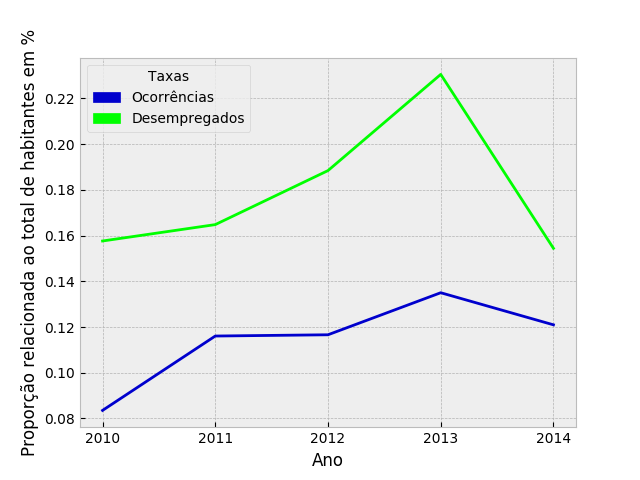 Proporção relacionada ao total de habitantes em %
Taxas
Ocorrências
Desempregados
0.22
0.20
0.18
0.16
0.14
0.12
0.10
0.08
2010 2011 2012 2013 2014
Ano